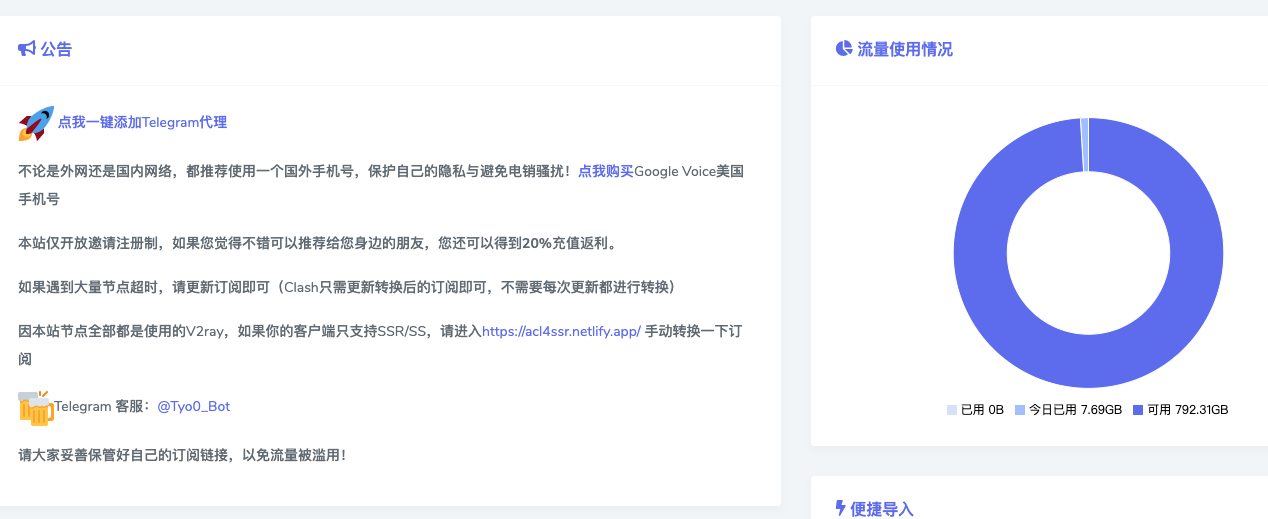 公告
点我一键添加Telegram代理
不论是外网还是国内网络，都推荐使用一个国外手机号，保护自己的隐私与避免电销骚扰！点我购买Google Voice美国
手机号
本站仅开放邀请注册制，如果您觉得不错可以推荐给您身边的朋友，您还可以得到20%充值返利。
如果遇到大量节点超时，请更新订阅即可（Clash只需更新转换后的订阅即可，不需要每次更新都进行转换）
因本站节点全部都是使用的V2ray，如果你的客户端只支持SSR/SS，请进入https://acl4ssr.netlify.app/ 手动转换一下订
阅
Telegram 客服：@Tyo0_Bot
请大家妥善保管好自己的订阅链接，以免流量被滥用！
流量使用情况
已用 0B 今日已用 7.69GB 可用 792.31GB
便捷导入